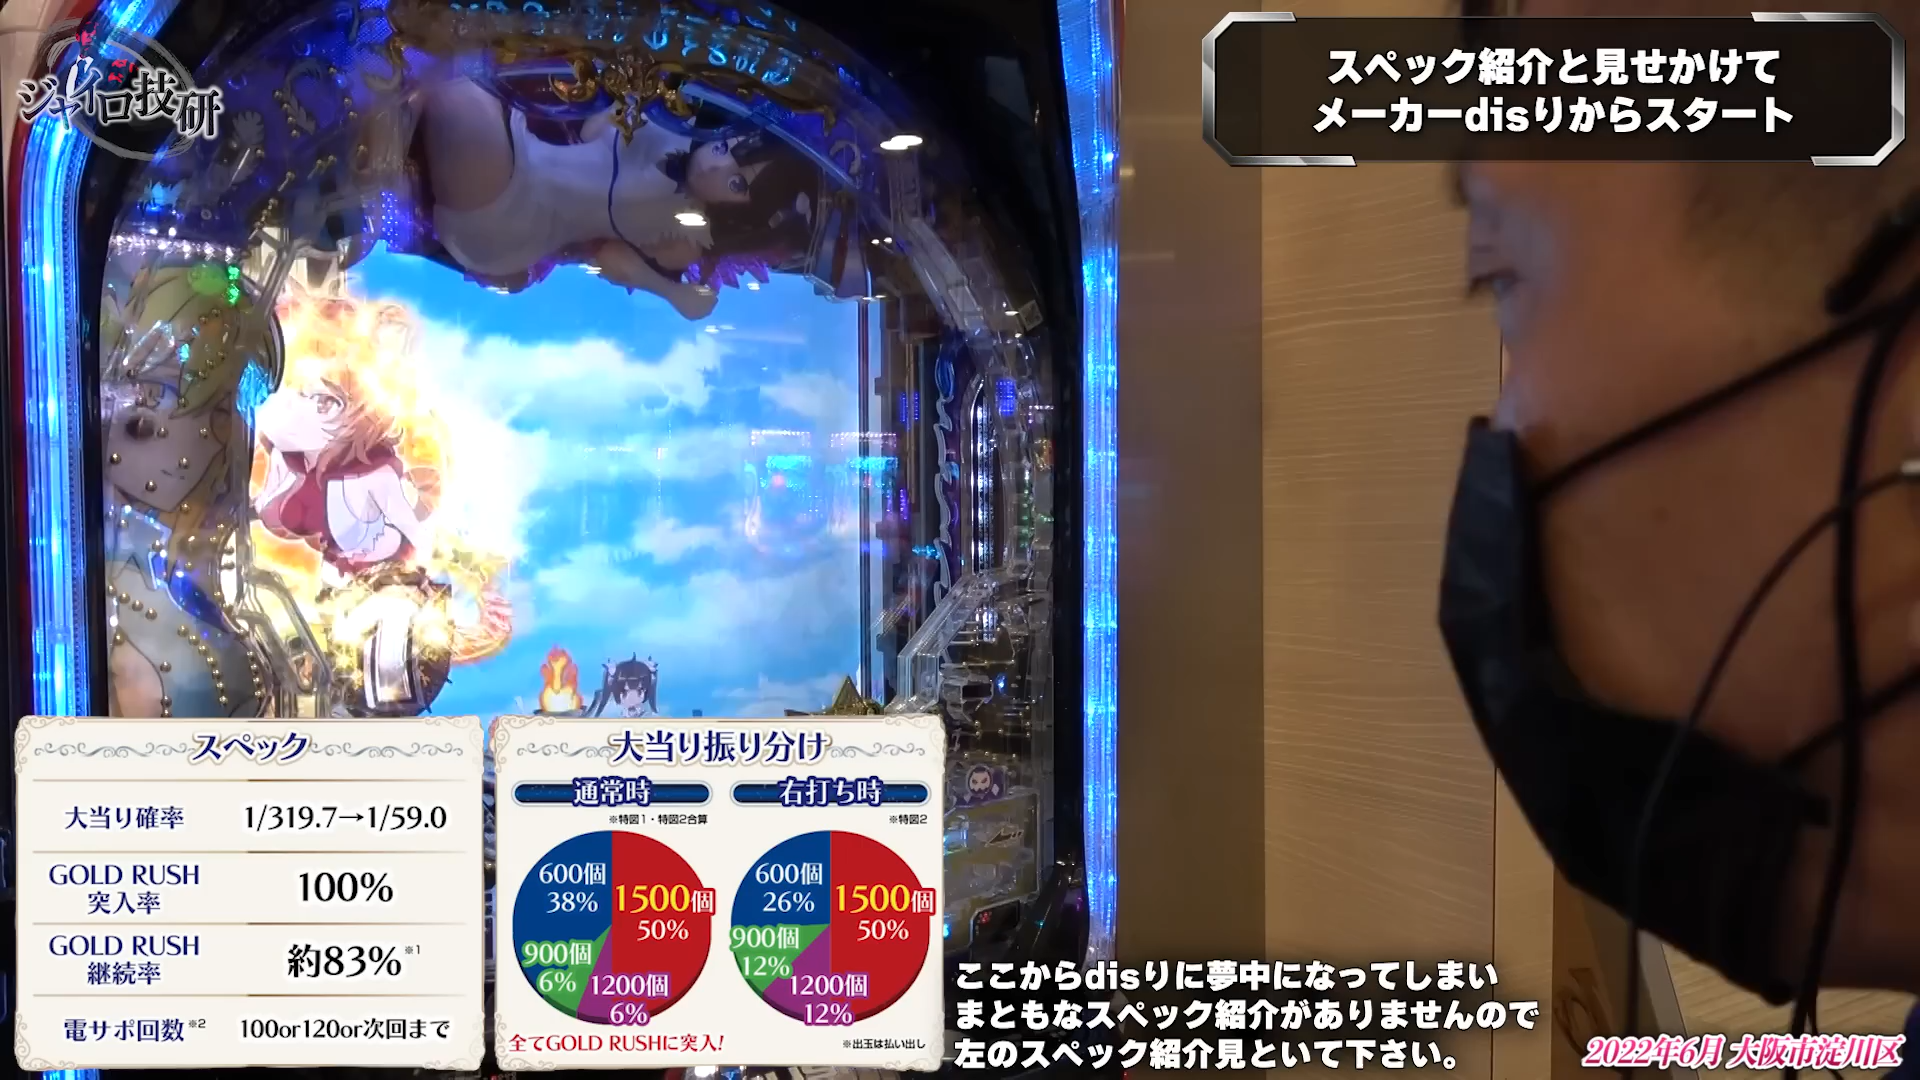 ジャイロ技研
スペック紹介と見せかけて
メーカーdisりからスタート
スペック
大当り確率 1/319.7→1/59.0
GOLD RUSH
突入率
100%
GOLD RUSH
継続率
約83%※1
電サポ回数※2 100or120or次回まで
大当り振り分け
通常時
※特図1・特図2合算
600個
38%
1500個
50%
900個
6%
1200個
6%
右打ち時
※特図2
600個
26%
1500個
50%
900個
12%
1200個
12%
全てGOLD RUSHに突入!
※出玉は払い出し
ここからdisりに夢中になってしまい
まともなスペック紹介がありませんので
左のスペック紹介見といて下さい。
2022年6月 大阪市淀川区